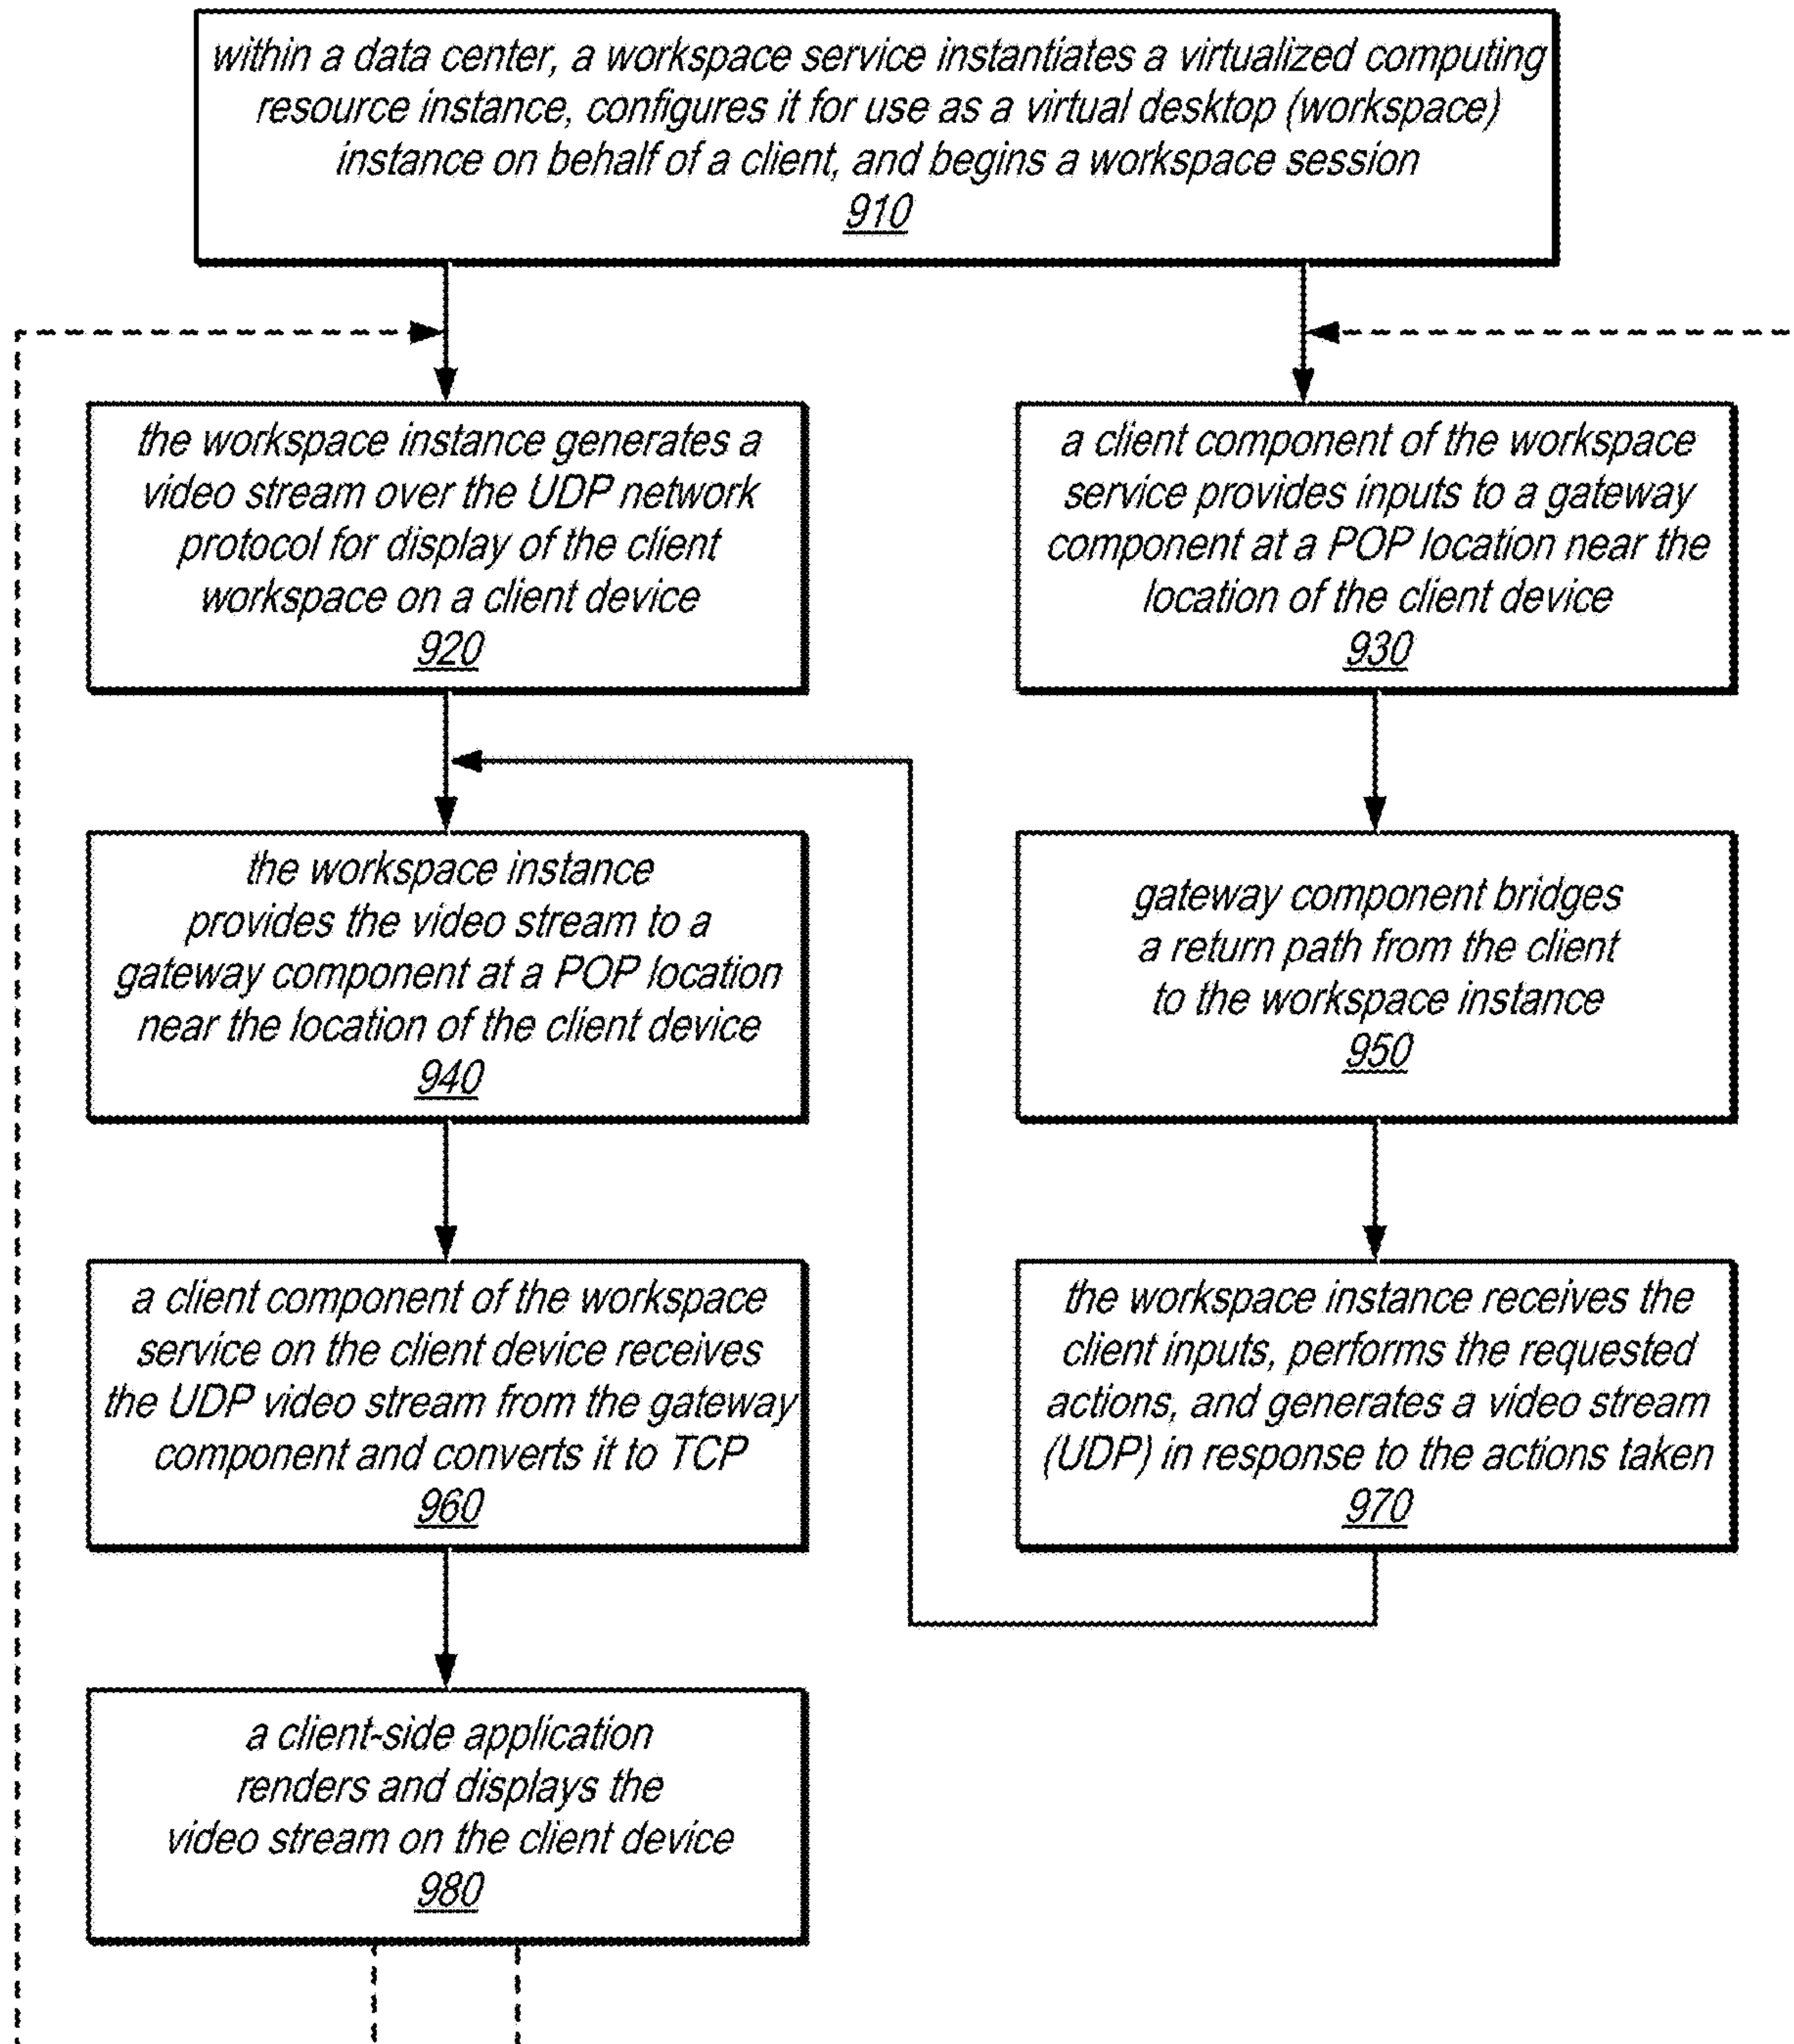 within a data center, a workspace service instantiates a virtualized computing
resource instance, configures it for use as a virtual desktop (workspace)
instance on behalf of a client, and begins a workspace session
910
the workspace instance generates a
video stream over the UDP network
protocol for display of the client
workspace on a client device
920
a client component of the workspace
service provides inputs to a gateway
component at a POP location near the
location of the client device
930
the workspace instance
provides the video stream to a
gateway component at a POP location
near the location of the client device
940
gateway component bridges
a return path from the client
to the workspace instance
950
a client component of the workspace
service on the client device receives
the UDP video stream from the gateway
component and converts it to TCP
960
the workspace instance receives the
client inputs, performs the requested
actions, and generates a video stream
(UDP) in response to the actions taken
970
a client-side application
renders and displays the
video stream on the client device
980